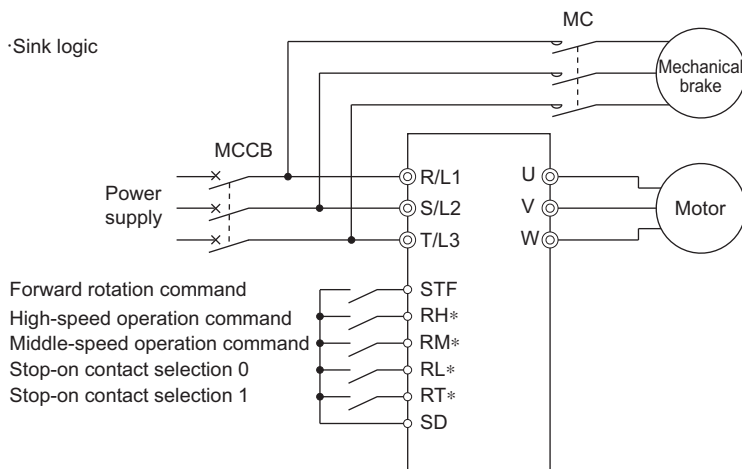 MC
·Sink logic
Mechanical
brake
MCCB
Power
supply
R/L1
S/L2
T/L3
U
V
W
Motor
Forward rotation command
STF
High-speed operation command
RH*
Middle-speed operation command
RM*
Stop-on contact selection 0
RL*
Stop-on contact selection 1
RT*
SD